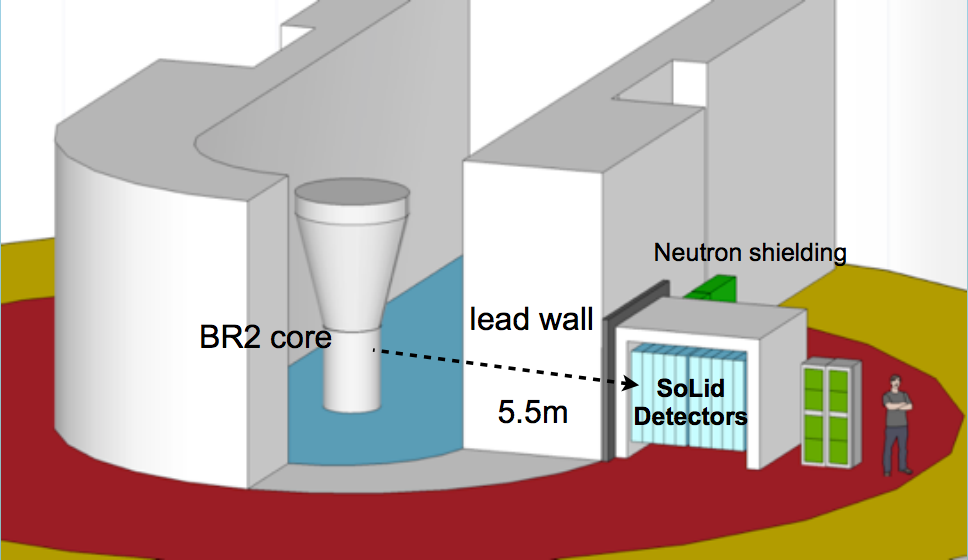 Neutron shielding
lead wall
BR2 core
SoLid
Detectors
5.5m